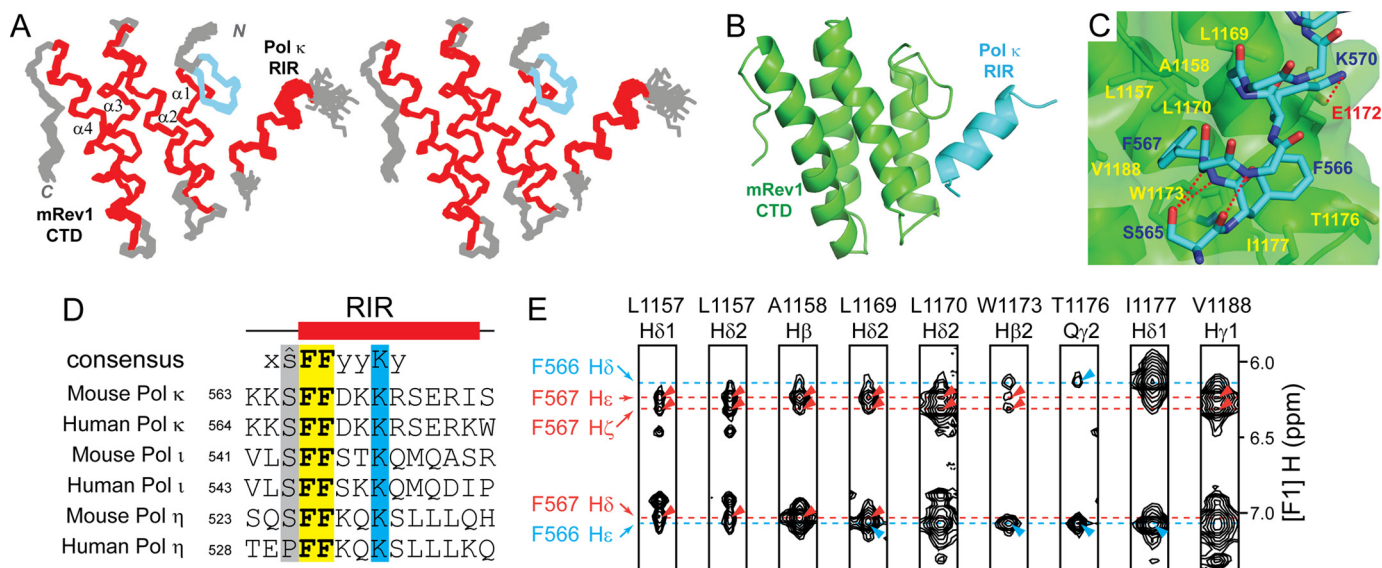 A
N
Pol κ
RIR
α1
α3
α2
α4
C
mRev1
CTD
B
Pol κ
RIR
mRev1
CTD
C
L1169
K570
A1158
L1157
L1170
E1172
F567
F566
V1188
W1173
T1176
S565
I1177
D
RIR
consensus xŝFFyyKy
Mouse Pol κ 563 KKSFFDKKRSERIS
Human Pol κ 564 KKSFFDKKRSERKW
Mouse Pol ι 541 VLSFFSTKQMQASR
Human Pol ι 543 VLSFFSKKQMQDIP
Mouse Pol η 523 SQSFFKQKSLLLQH
Human Pol η 528 TEPFFKQKSLLLKQ
E
L1157 L1157 A1158 L1169 L1170 W1173 T1176 I1177 V1188
Hδ1 Hδ2 Hβ Hδ2 Hδ2 Hβ2 Qγ2 Hδ1 Hγ1
F566 Hδ
F567 Hε
F567 Hζ
F567 Hδ
F566 Hε
6.0
6.5
7.0
[F1] H (ppm)